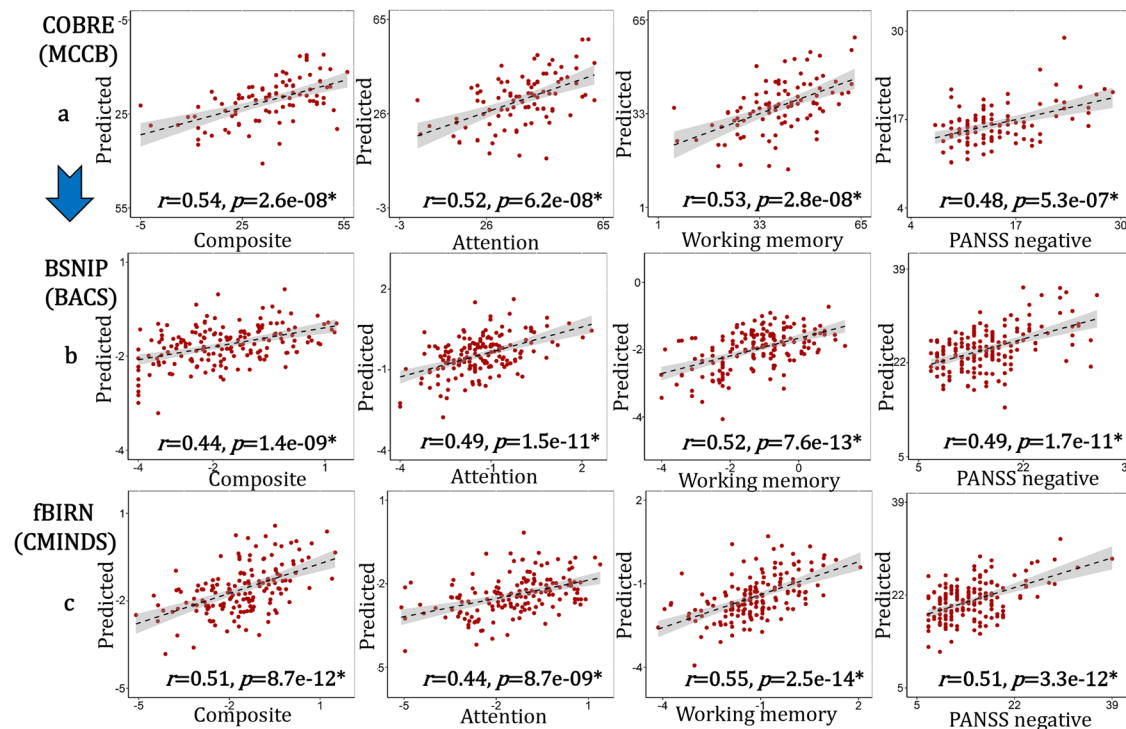 COBRE
(MCCB)
a
Predicted
-5
25
55
-5
25
55
Composite
r=0.54, p=2.6e-08*
Predicted
65
26
-3
-3
26
65
Attention
r=0.52, p=6.2e-08*
Predicted
65
33
1
1
33
65
Working memory
r=0.53, p=2.8e-08*
Predicted
30
17
4
4
17
30
PANSS negative
r=0.48, p=5.3e-07*
BSNIP
(BACS)
b
Predicted
1
-2
-4
-4
-2
1
Composite
r=0.44, p=1.4e-09*
Predicted
2
-1
-4
-4
-1
2
Attention
r=0.49, p=1.5e-11*
Predicted
0
-2
-4
-4
-2
0
Working memory
r=0.52, p=7.6e-13*
Predicted
39
22
5
5
22
PANSS negative
r=0.49, p=1.7e-11*
fBIRN
(CMINDS)
c
Predicted
1
-2
-5
-5
-2
1
Composite
r=0.51, p=8.7e-12*
Predicted
1
-2
5
-5
-2
1
Attention
r=0.44, p=8.7e-09*
Predicted
2
-1
-4
-4
-1
2
Working memory
r=0.55, p=2.5e-14*
Predicted
39
22
5
5
22
39
PANSS negative
r=0.51, p=3.3e-12*